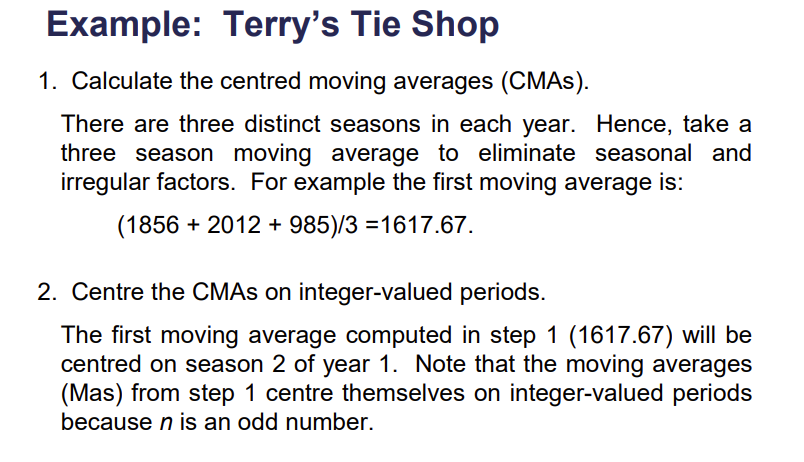 Example: Terry's Tie Shop
1. Calculate the centred moving averages (CMAs).
There are three distinct seasons in each year. Hence, take a
three season moving average to eliminate seasonal and
irregular factors. For example the first moving average is:
(1856 + 2012 + 985)/3 =1617.67.
2. Centre the CMAs on integer-valued periods.
The first moving average computed in step 1 (1617.67) will be
centred on season 2 of year 1. Note that the moving averages
(Mas) from step 1 centre themselves on integer-valued periods
because n is an odd number.